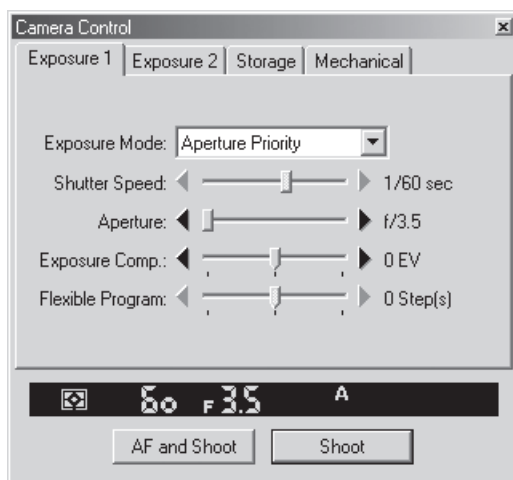 Camera Control
Exposure 1 Exposure 2 Storage Mechanical
Exposure Mode: Aperture Priority
Shutter Speed: 1/60 sec
Aperture: f/3.5
Exposure Comp.: 0 EV
Flexible Program: 0 Step(s)
60 F3.5 A
AF and Shoot Shoot